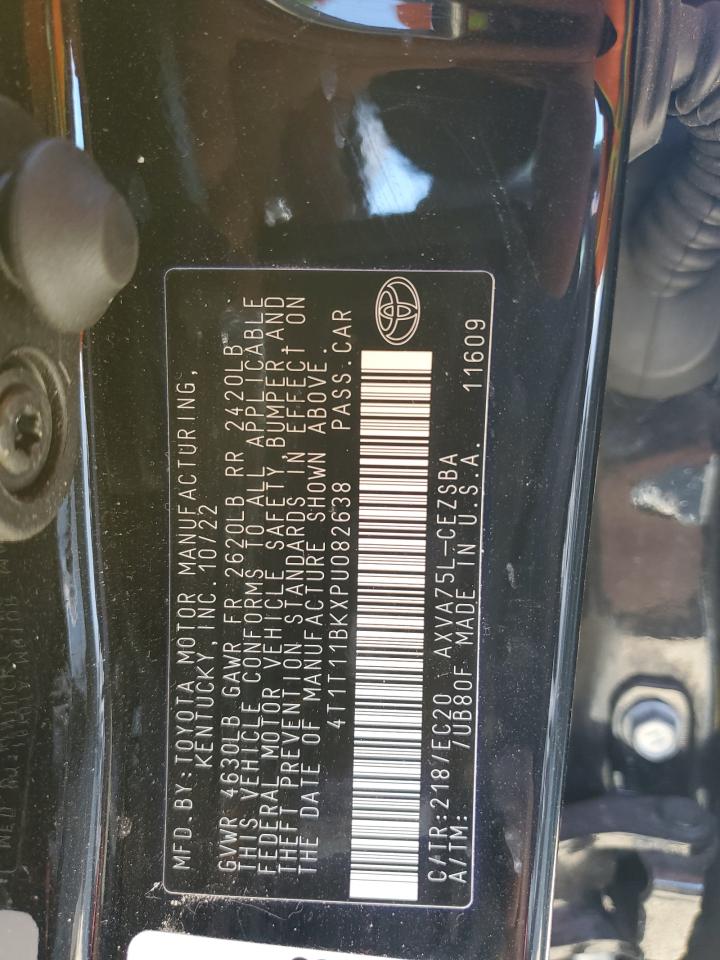 MFD.BY:TOYOTA MOTOR MANUFACTURING,
KENTUCKY, INC. 10/22
GVWR 4630LB GAWR FR 2620LB RR 2420LB
THIS VEHICLE CONFORMS TO ALL APPLICABLE
FEDERAL MOTOR VEHICLE SAFETY, BUMPER AND
THEFT PREVENTION STANDARDS IN EFFECT ON
THE DATE OF MANUFACTURE SHOWN ABOVE.
4T1T11BKXPU082638 PASS.CAR
C/TR:218/EC20 AXVA75L-CEZSBA
A/TM: 7UB80F MADE IN U.S.A. 11609